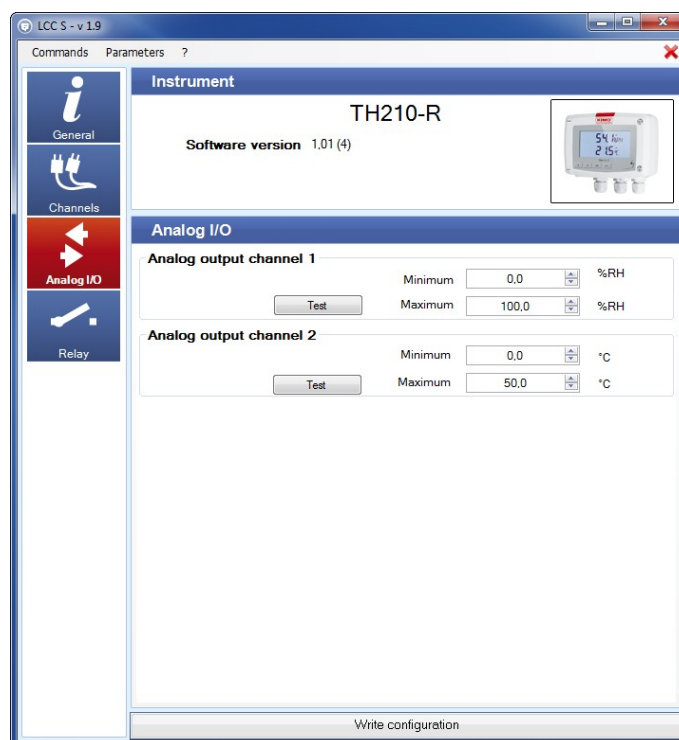 LCC S - v 1.9
Commands Parameters ?
General
Channels
Analog I/O
Relay
Instrument
TH210-R
Software version 1,01 (4)
Analog I/O
Analog output channel 1
Minimum 0,0 %RH
Test Maximum 100,0 %RH
Analog output channel 2
Minimum 0,0 °C
Test Maximum 50,0 °C
Write configuration